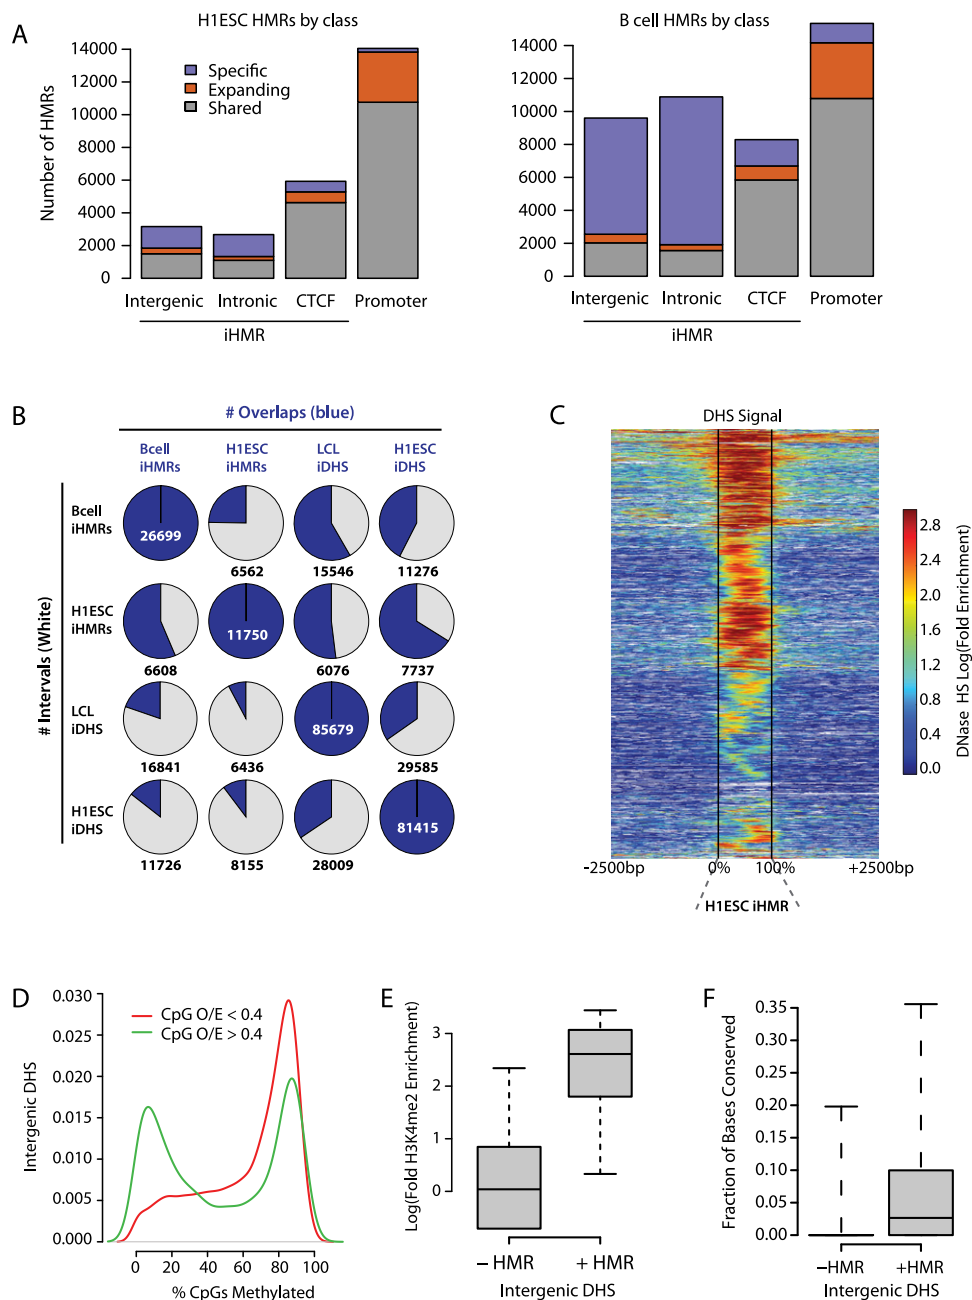 A
H1ESC HMRs by class
Number of HMRs
14000
12000
10000
8000
6000
4000
2000
0
Specific
Expanding
Shared
Intergenic Intronic CTCF Promoter
iHMR
B cell HMRs by class
14000
12000
10000
8000
6000
4000
2000
0
Intergenic Intronic CTCF Promoter
iHMR
B
# Overlaps (blue)
Bcell iHMRs
H1ESC iHMRs
LCL iDHS
H1ESC iDHS
# Intervals (White)
Bcell iHMRs
26699
6562
15546
11276
H1ESC iHMRs
6608
11750
6076
7737
LCL iDHS
16841
6436
85679
29585
H1ESC iDHS
11726
8155
28009
81415
C
DHS Signal
-2500bp 0% 100% +2500bp
H1ESC iHMR
2.8
2.4
2.0
1.6
1.2
0.8
0.4
0.0
DNase HS Log(Fold Enrichment)
D
Intergenic DHS
0.030
0.025
0.020
0.015
0.010
0.005
0.000
CpG O/E < 0.4
CpG O/E > 0.4
0 20 40 60 80 100
% CpGs Methylated
E
Log(Fold H3K4me2 Enrichment)
3
2
1
0
– HMR + HMR
Intergenic DHS
F
Fraction of Bases Conserved
0.35
0.30
0.25
0.20
0.15
0.10
0.05
0.00
–HMR +HMR
Intergenic DHS